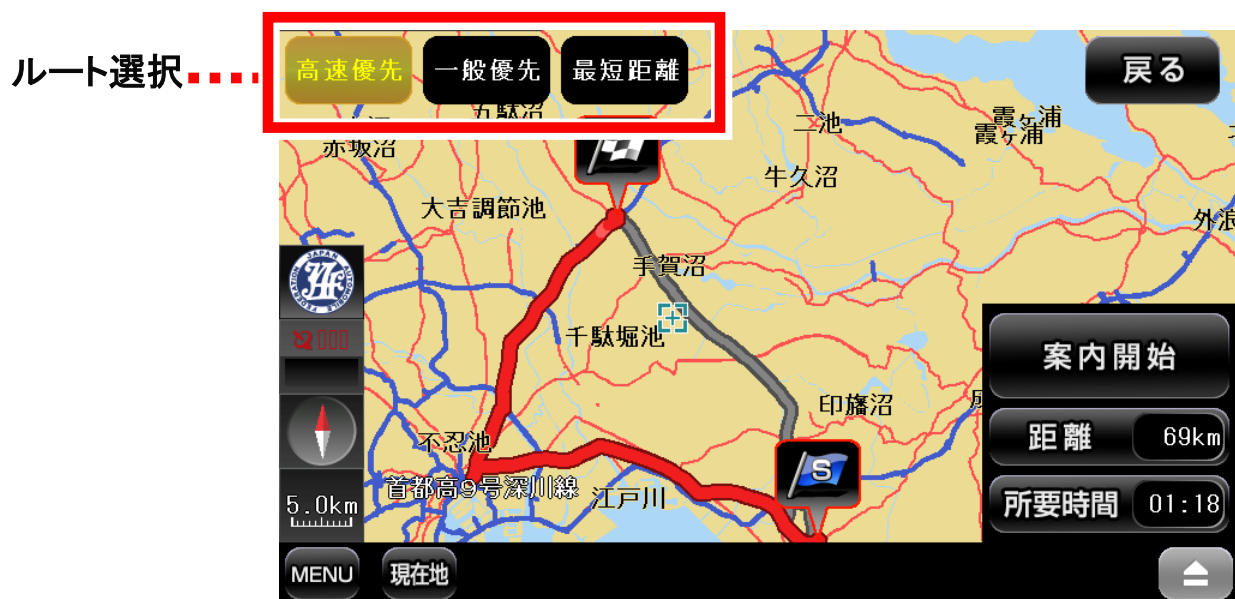 ルート選択
高速優先
一般優先
最短距離
戻る
五駄沼
赤坂沼
二池
霞ヶ浦
霞ヶ浦
牛久沼
大吉調節池
外浪
手賀沼
JAPAN AUTOMOBILE FEDERATION
JAF
千駄堀池
案内開始
印旛沼
距離
69km
不忍池
S
首都高9号深川線
江戸川
5.0km
所要時間
01:18
MENU
現在地